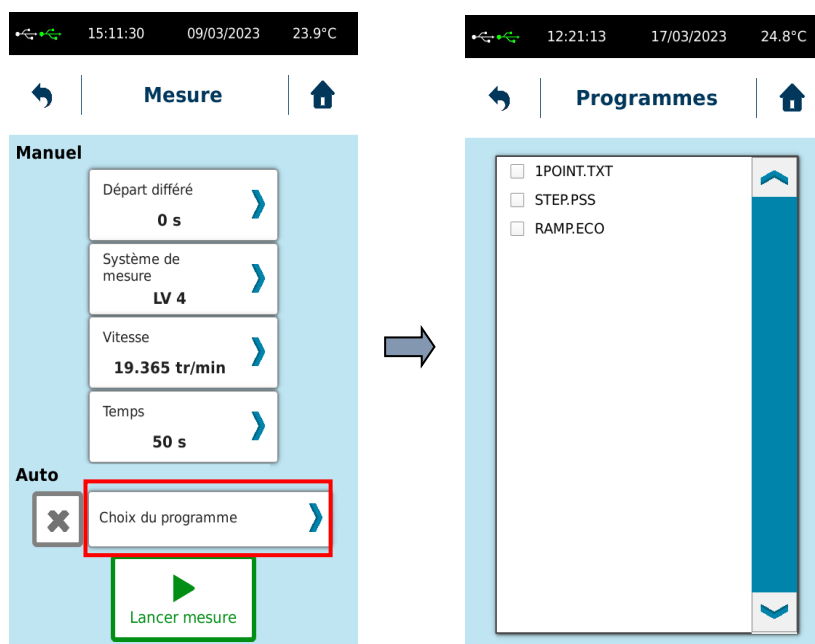 15:11:30 09/03/2023 23.9°C
Mesure
Manuel
Départ différé
0 s
Système de
mesure
LV 4
Vitesse
19.365 tr/min
Temps
50 s
Auto
Choix du programme
Lancer mesure
12:21:13 17/03/2023 24.8°C
Programmes
1POINT.TXT
STEP.PSS
RAMP.ECO